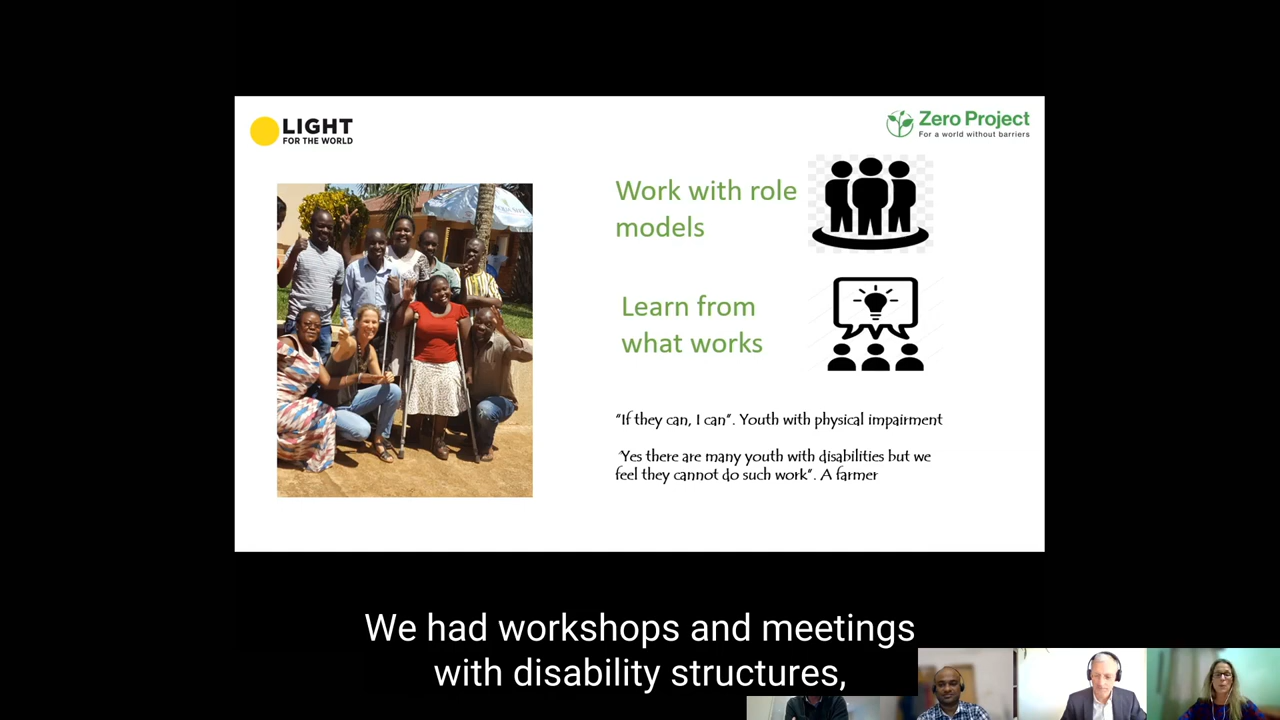 LIGHT
FOR THE WORLD
Zero Project
For a world without barriers
Work with role
models
Learn from
what works
"If they can, I can". Youth with physical impairment
"Yes there are many youth with disabilities but we
feel they cannot do such work". A farmer
We had workshops and meetings
with disability structures,